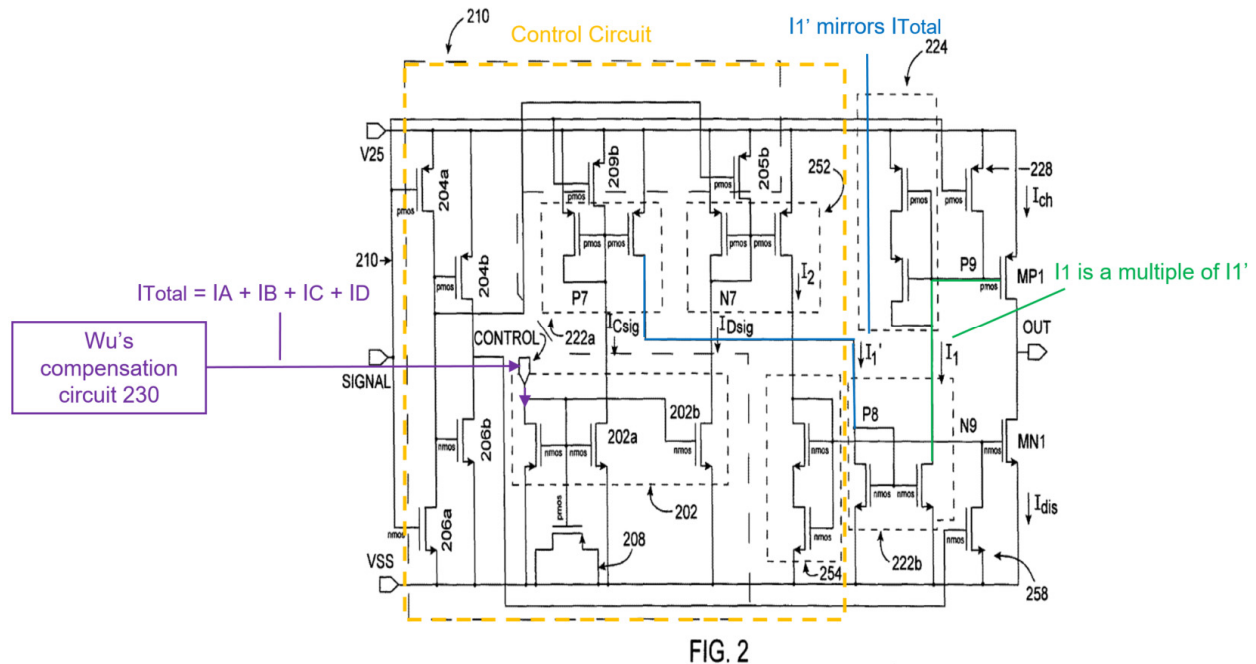 210
Control Circuit
I1’ mirrors ITotal
224
V25
204a
pmos
209b
pmos
205b
pmos
252
228
pmos
Ich
210
204b
pmos
pmos
pmos
pmos
pmos
pmos
P9
MP1
pmos
pmos
I1 is a multiple of I1’
I2
P7
N7
ITotal = IA + IB + IC + ID
ICsig
IDsig
222a
CONTROL
OUT
Wu’s
compensation
circuit 230
SIGNAL
I1'
I1
P8
N9
206b
nmos
202a
202b
nmos
nmos
nmos
nmos
MN1
nmos
202
pmos
nmos
nmos
nmos
Idis
206a
nmos
208
nmos
VSS
254
222b
258
FIG. 2